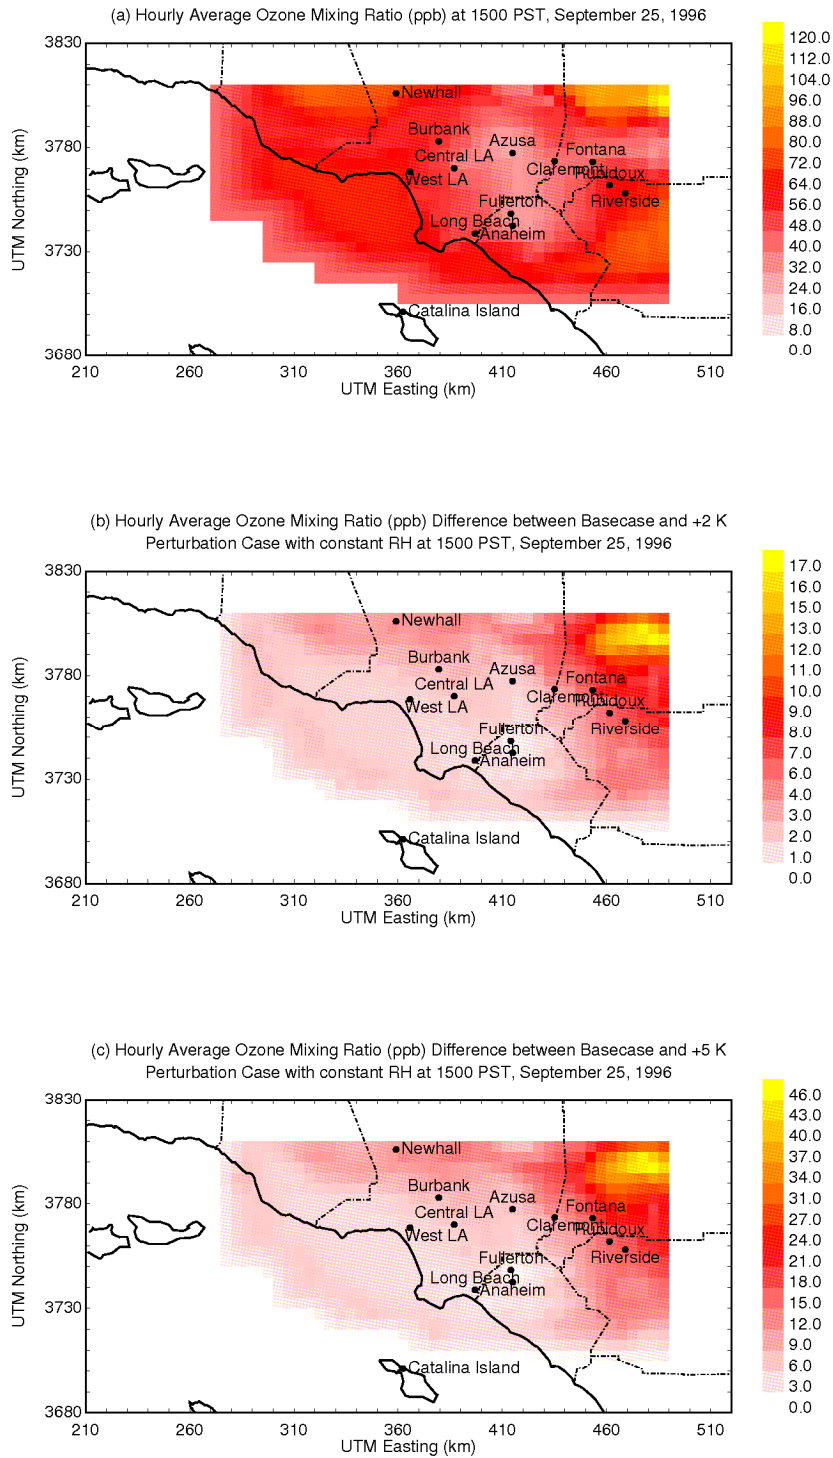 (a) Hourly Average Ozone Mixing Ratio (ppb) at 1500 PST, September 25, 1996
3830
3780
3730
3680
UTM Northing (km)
Newhall
Burbank
Azusa
Central LA
Fontana
Claremont
Rubidoux
West LA
Riverside
Fullerton
Long Beach
Anaheim
Catalina Island
210 260 310 360 410 460 510
UTM Easting (km)
120.0
112.0
104.0
96.0
88.0
80.0
72.0
64.0
56.0
48.0
40.0
32.0
24.0
16.0
8.0
0.0
(b) Hourly Average Ozone Mixing Ratio (ppb) Difference between Basecase and +2 K
Perturbation Case with constant RH at 1500 PST, September 25, 1996
3830
3780
3730
3680
UTM Northing (km)
Newhall
Burbank
Azusa
Central LA
Fontana
Claremont
Rubidoux
West LA
Riverside
Fullerton
Long Beach
Anaheim
Catalina Island
210 260 310 360 410 460 510
UTM Easting (km)
17.0
16.0
15.0
13.0
12.0
11.0
10.0
9.0
8.0
7.0
6.0
4.0
3.0
2.0
1.0
0.0
(c) Hourly Average Ozone Mixing Ratio (ppb) Difference between Basecase and +5 K
Perturbation Case with constant RH at 1500 PST, September 25, 1996
3830
3780
3730
3680
UTM Northing (km)
Newhall
Burbank
Azusa
Central LA
Fontana
Claremont
Rubidoux
West LA
Riverside
Fullerton
Long Beach
Anaheim
Catalina Island
210 260 310 360 410 460 510
UTM Easting (km)
46.0
43.0
40.0
37.0
34.0
31.0
27.0
24.0
21.0
18.0
15.0
12.0
9.0
6.0
3.0
0.0